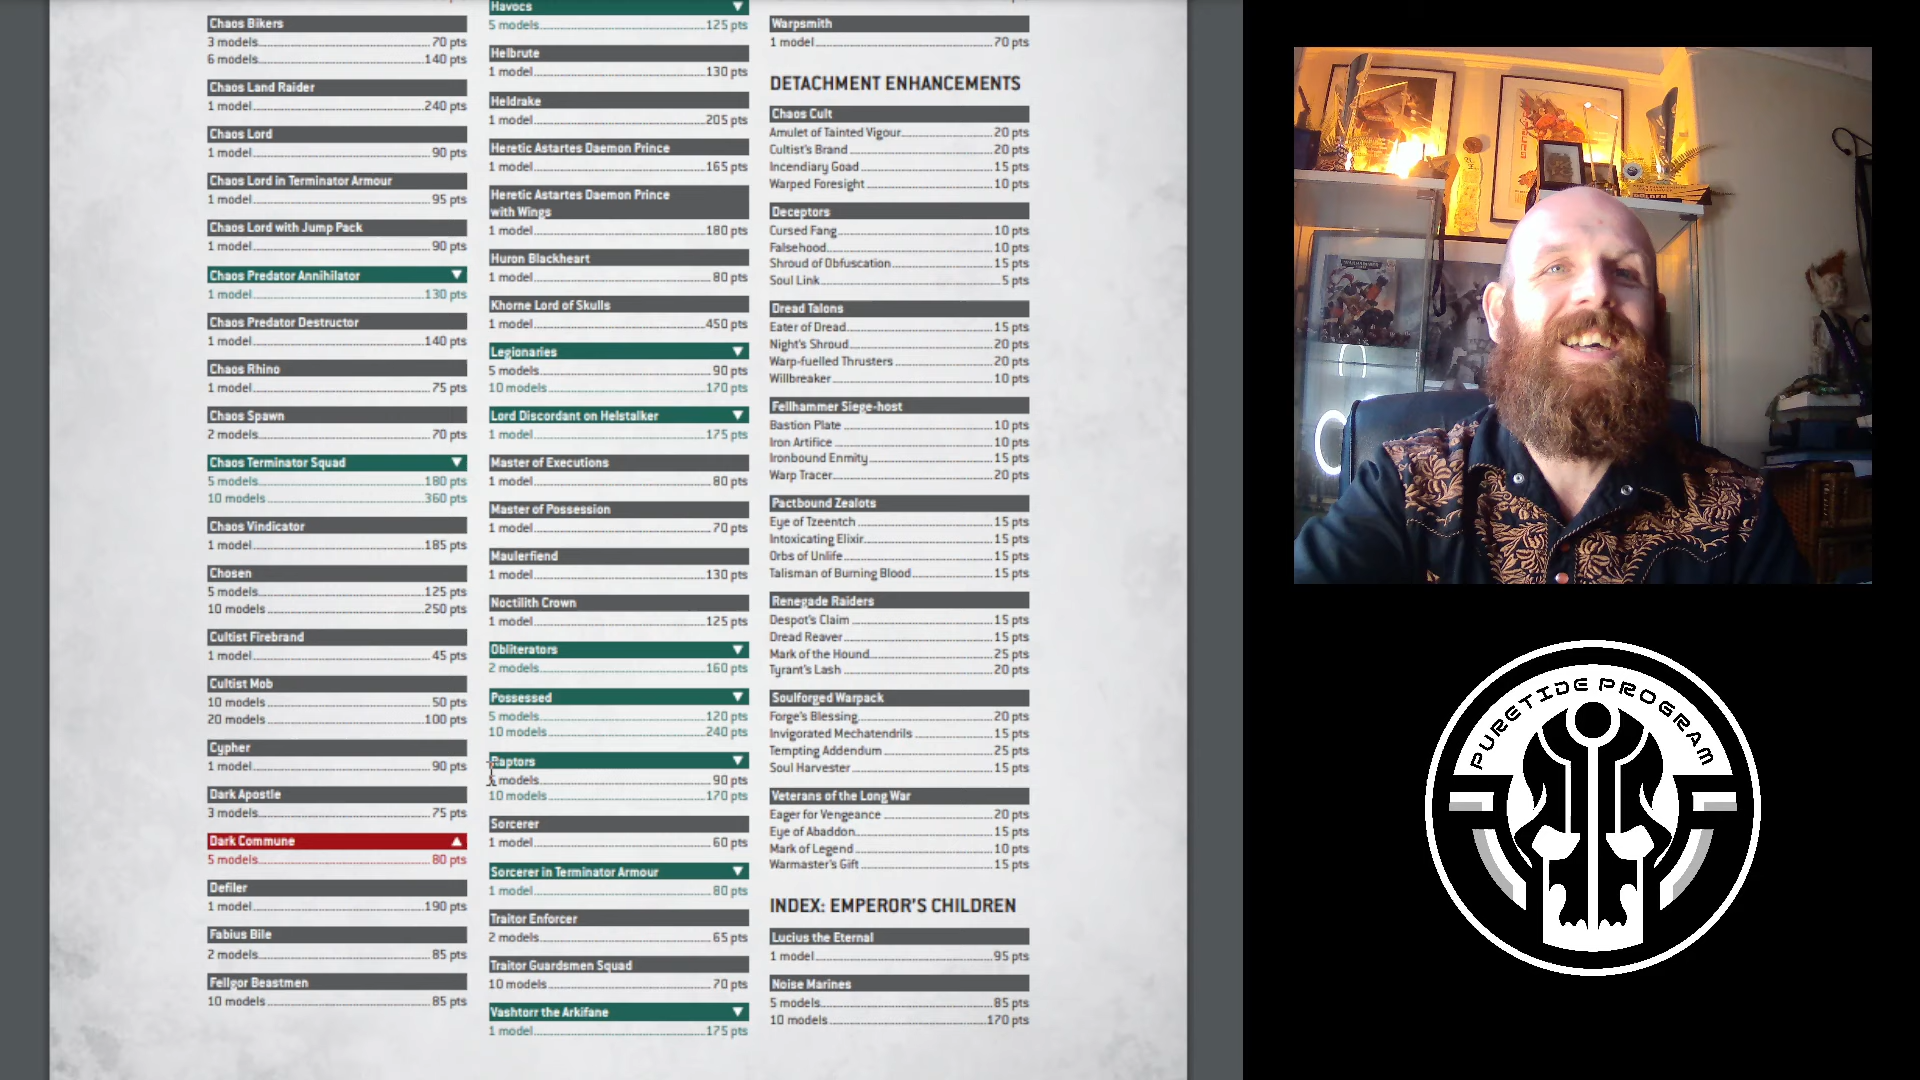 Chaos Bikers
3 models 70 pts
6 models 140 pts
Chaos Land Raider
1 model 240 pts
Chaos Lord
1 model 90 pts
Chaos Lord in Terminator Armour
1 model 95 pts
Chaos Lord with Jump Pack
1 model 90 pts
Chaos Predator Annihilator
1 model 130 pts
Chaos Predator Destructor
1 model 140 pts
Chaos Rhino
1 model 75 pts
Chaos Spawn
2 models 70 pts
Chaos Terminator Squad
5 models 180 pts
10 models 360 pts
Chaos Vindicator
1 model 185 pts
Chosen
5 models 125 pts
10 models 250 pts
Cultist Firebrand
1 model 45 pts
Cultist Mob
10 models 50 pts
20 models 100 pts
Cypher
1 model 90 pts
Dark Apostle
3 models 75 pts
Dark Commune
5 models 80 pts
Defiler
1 model 190 pts
Fabius Bile
2 models 85 pts
Fellgor Beastmen
10 models 85 pts
Havocs
5 models 125 pts
Helbrute
1 model 130 pts
Heldrake
1 model 205 pts
Heretic Astartes Daemon Prince
1 model 165 pts
Heretic Astartes Daemon Prince
with Wings
1 model 180 pts
Huron Blackheart
1 model 80 pts
Khorne Lord of Skulls
1 model 450 pts
Legionaries
5 models 90 pts
10 models 170 pts
Lord Discordant on Helstalker
1 model 175 pts
Master of Executions
1 model 80 pts
Master of Possession
1 model 70 pts
Maulerfiend
1 model 130 pts
Noctilith Crown
1 model 125 pts
Obliterators
2 models 160 pts
Possessed
5 models 120 pts
10 models 240 pts
Raptors
models 90 pts
10 models 170 pts
Sorcerer
1 model 60 pts
Sorcerer in Terminator Armour
1 model 80 pts
Traitor Enforcer
2 models 65 pts
Traitor Guardsmen Squad
10 models 70 pts
Vashtorr the Arkifane
1 model 175 pts
Warpsmith
1 model 70 pts
DETACHMENT ENHANCEMENTS
Chaos Cult
Amulet of Tainted Vigour 20 pts
Cultist's Brand 20 pts
Incendiary Goad 15 pts
Warped Foresight 10 pts
Deceptors
Cursed Fang 10 pts
Falsehood 10 pts
Shroud of Obfuscation 15 pts
Soul Link 5 pts
Dread Talons
Eater of Dread 15 pts
Night's Shroud 20 pts
Warp-fuelled Thrusters 20 pts
Willbreaker 10 pts
Fellhammer Siege-host
Bastion Plate 10 pts
Iron Artifice 10 pts
Ironbound Enmity 15 pts
Warp Tracer 20 pts
Pactbound Zealots
Eye of Tzeentch 15 pts
Intoxicating Elixir 15 pts
Orbs of Unlife 15 pts
Talisman of Burning Blood 15 pts
Renegade Raiders
Despot's Claim 15 pts
Dread Reaver 15 pts
Mark of the Hound 25 pts
Tyrant's Lash 20 pts
Soulforged Warpack
Forge's Blessing 20 pts
Invigorated Mechatendrils 15 pts
Tempting Addendum 25 pts
Soul Harvester 15 pts
Veterans of the Long War
Eager for Vengeance 20 pts
Eye of Abaddon 15 pts
Mark of Legend 10 pts
Warmaster's Gift 15 pts
INDEX: EMPEROR'S CHILDREN
Lucius the Eternal
1 model 95 pts
Noise Marines
5 models 85 pts
10 models 170 pts
WARHAMMER
PURETIDE PROGRAM